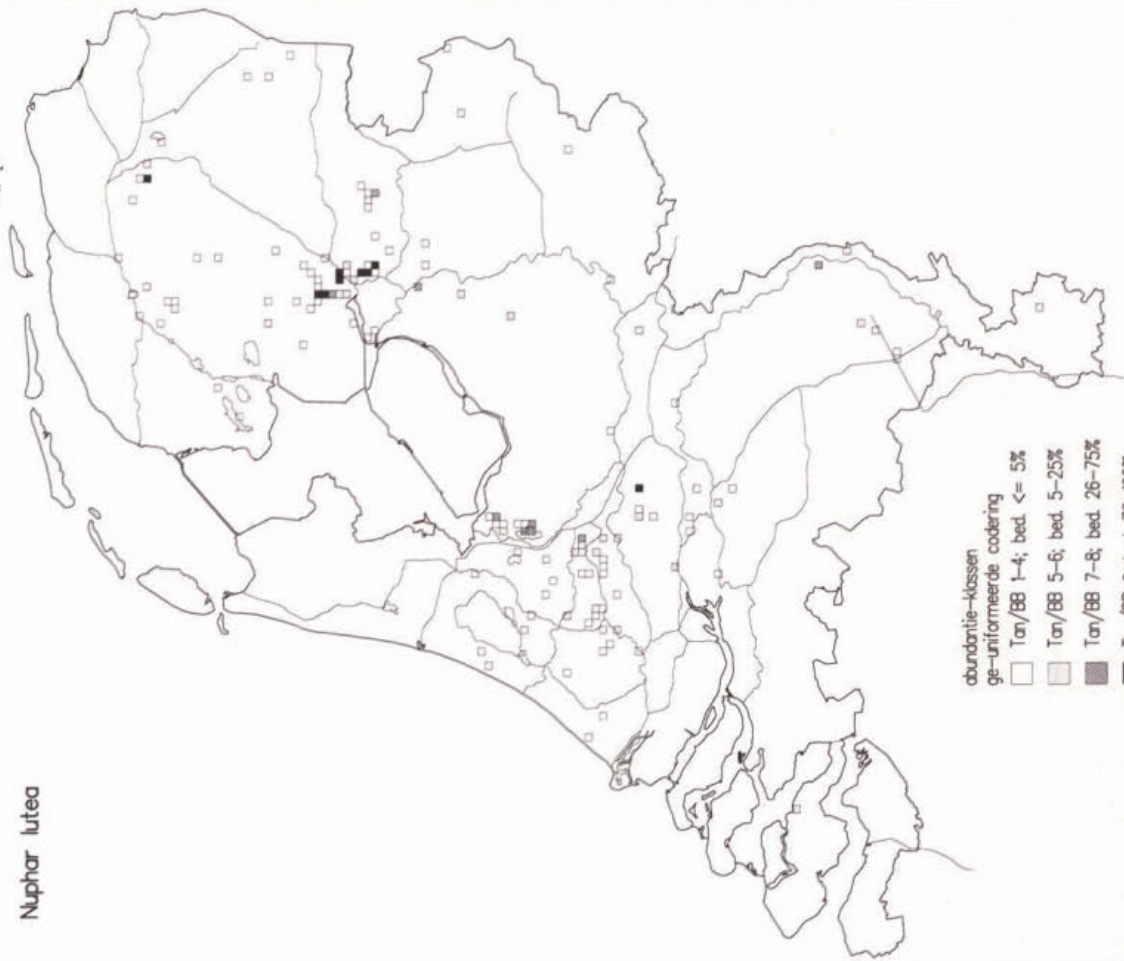 Nuphar lutea
abundantie-klassen
ge-uniformeerde codering
Tan/BB 1-4; bed. <= 5%
Tan/BB 5-6; bed. 5-25%
Tan/BB 7-8; bed. 26-75%